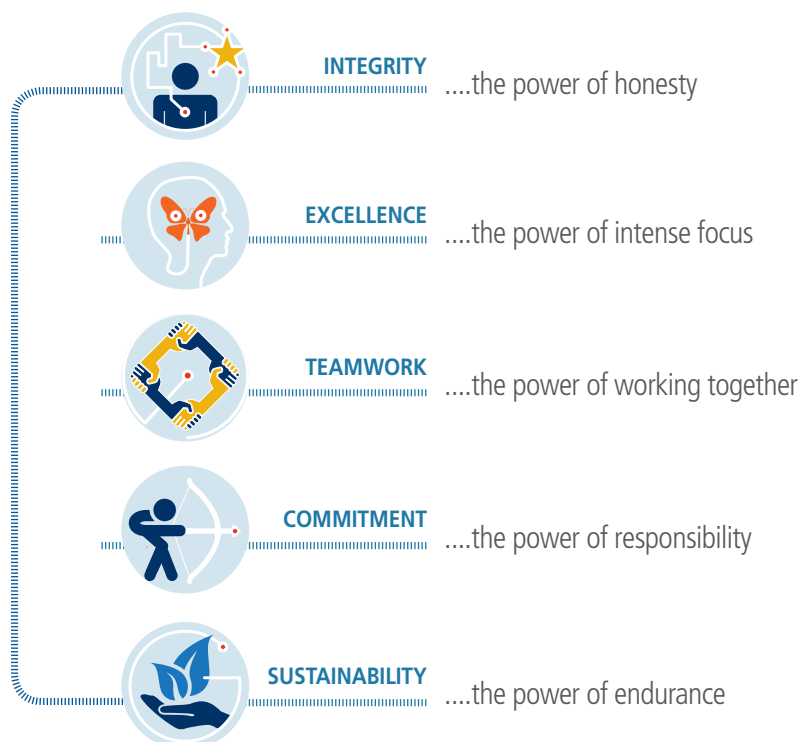 INTEGRITY
....the power of honesty
EXCELLENCE
....the power of intense focus
TEAMWORK
....the power of working together
COMMITMENT
....the power of responsibility
SUSTAINABILITY
....the power of endurance